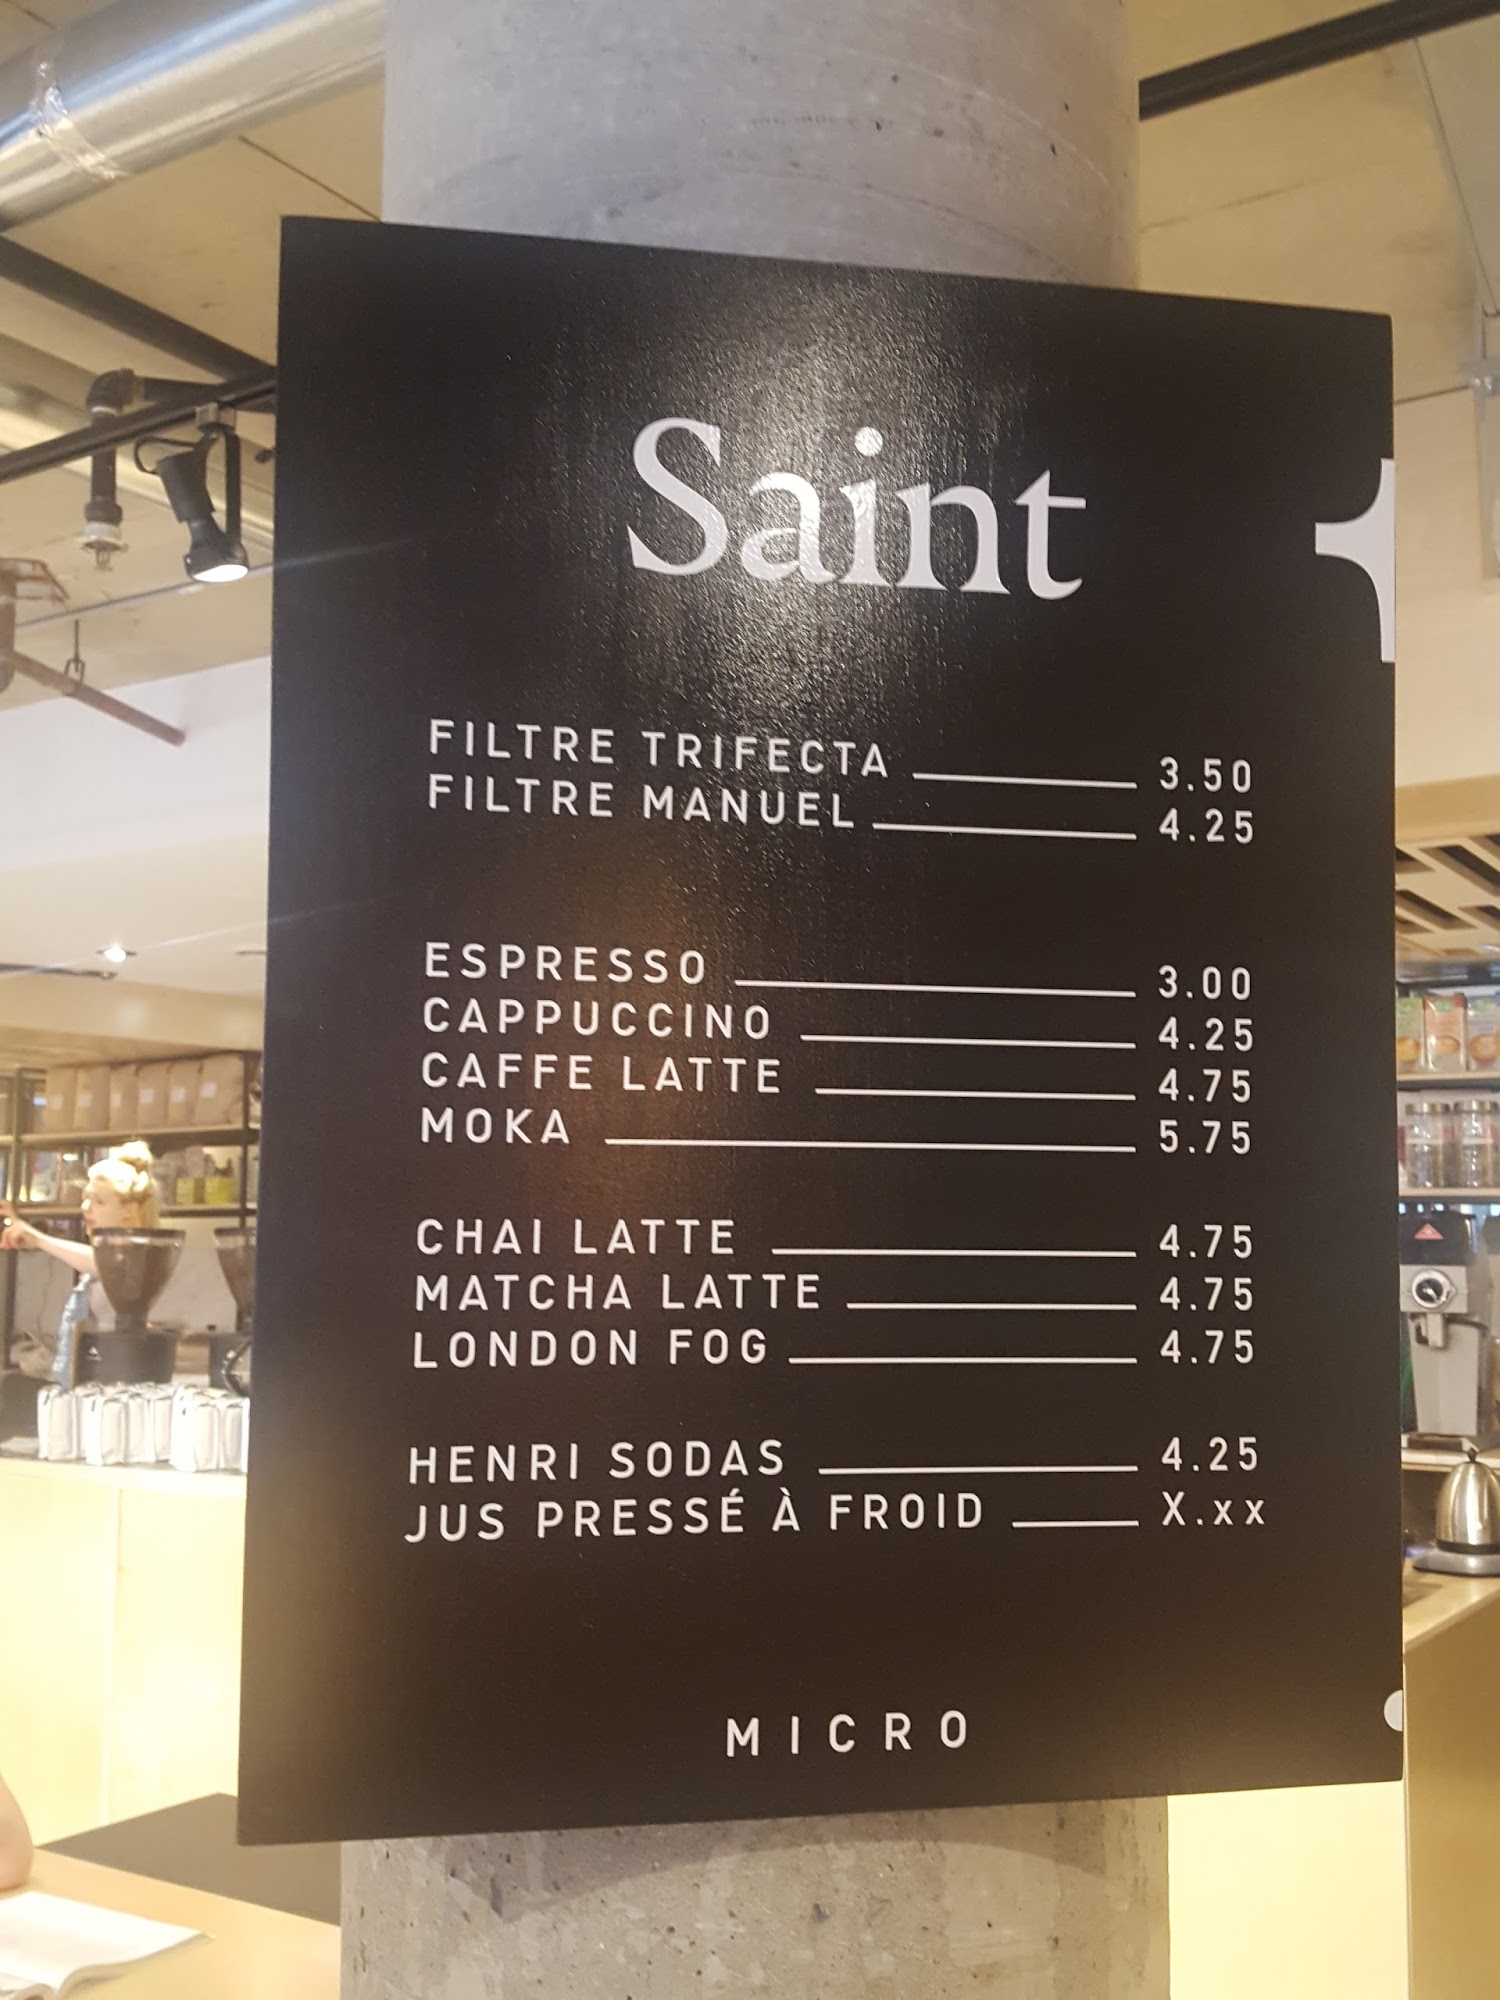 Saint
FILTRE TRIFECTA 3.50
FILTRE MANUEL 4.25
ESPRESSO 3.00
CAPPUCCINO 4.25
CAFFE LATTE 4.75
MOKA 5.75
CHAI LATTE 4.75
MATCHA LATTE 4.75
LONDON FOG 4.75
HENRI SODAS 4.25
JUS PRESSÉ À FROID X.xx
MICRO